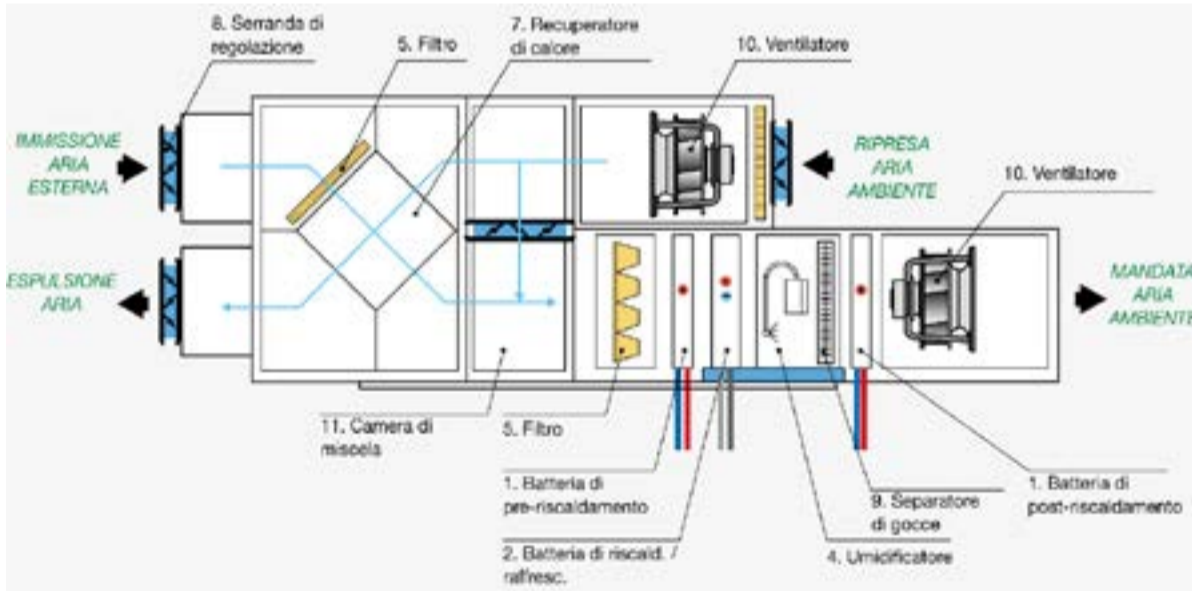 8. Serranda di
regolazione
5. Filtro
7. Recuperatore
di calore
10. Ventilatore
IMMISSIONE
ARIA
ESTERNA
RIPRESA
ARIA
AMBIENTE
10. Ventilatore
ESPULSIONE
ARIA
MANDATA
ARIA
AMBIENTE
11. Camera di
miscela
5. Filtro
1. Batteria di
pre-riscaldamento
9. Separatore
di gocce
1. Batteria di
post-riscaldamento
2. Batteria di riscald. /
raffresc.
4. Umidificatore